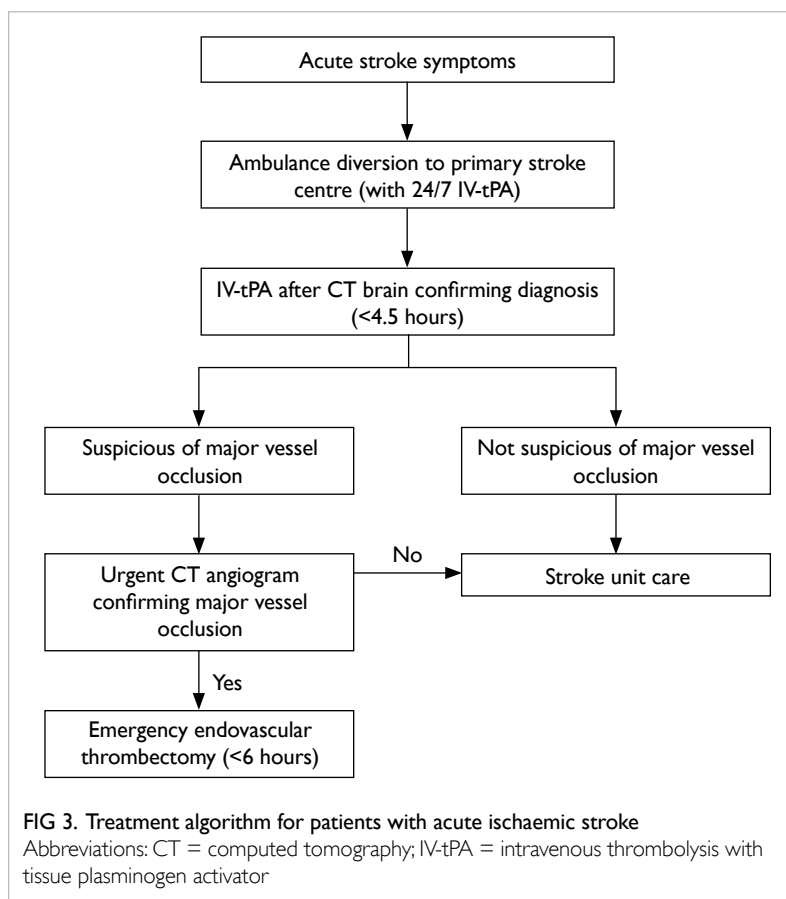 Acute stroke symptoms
Ambulance diversion to primary stroke
centre (with 24/7 IV-tPA)
IV-tPA after CT brain confirming diagnosis
(<4.5 hours)
Suspicious of major vessel
occlusion
Not suspicious of major vessel
occlusion
Urgent CT angiogram
confirming major vessel
occlusion
No
Stroke unit care
Yes
Emergency endovascular
thrombectomy (<6 hours)
FIG 3. Treatment algorithm for patients with acute ischaemic stroke
Abbreviations: CT = computed tomography; IV-tPA = intravenous thrombolysis with
tissue plasminogen activator